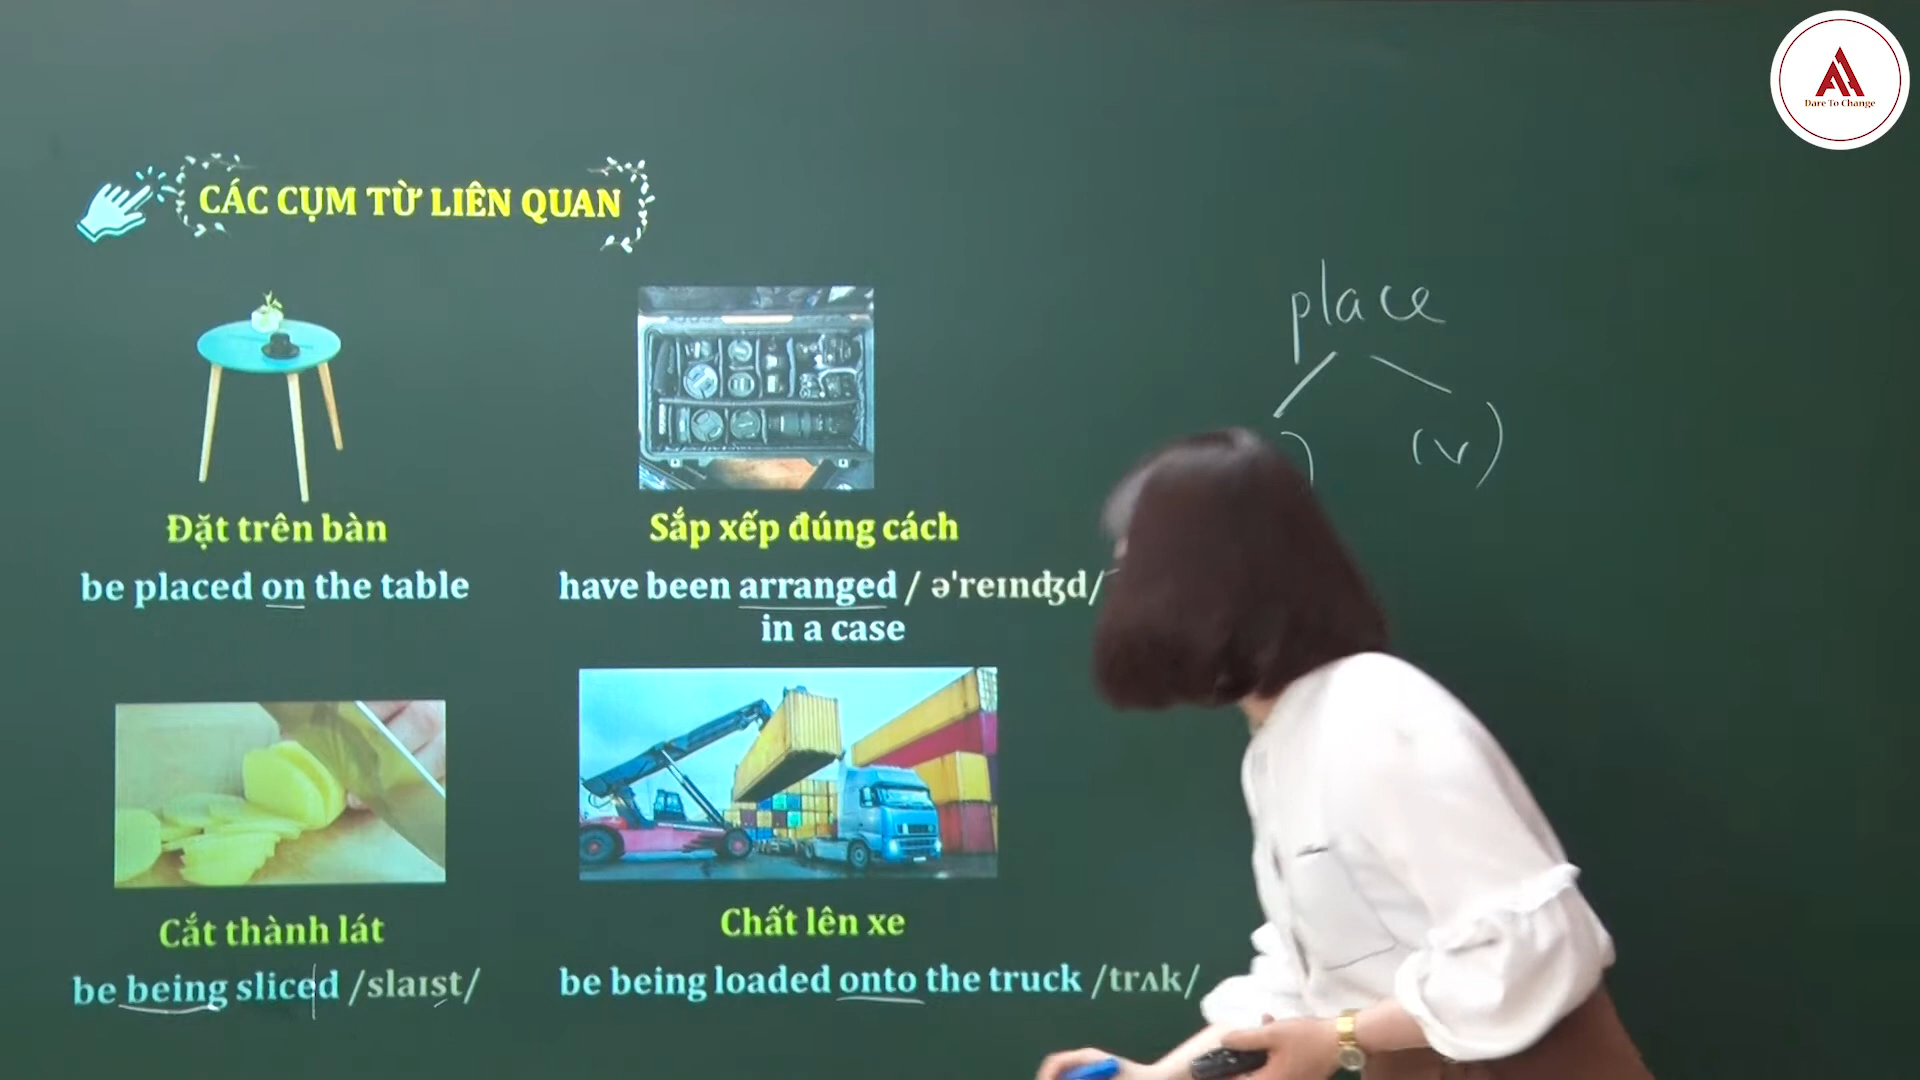 Dare To Change
CÁC CỤM TỪ LIÊN QUAN
place
(v)
Đặt trên bàn
be placed on the table
Sắp xếp đúng cách
have been arranged / ə'reɪnʤd/
in a case
Cắt thành lát
be being sliced /slaɪst/
Chất lên xe
be being loaded onto the truck /trʌk/